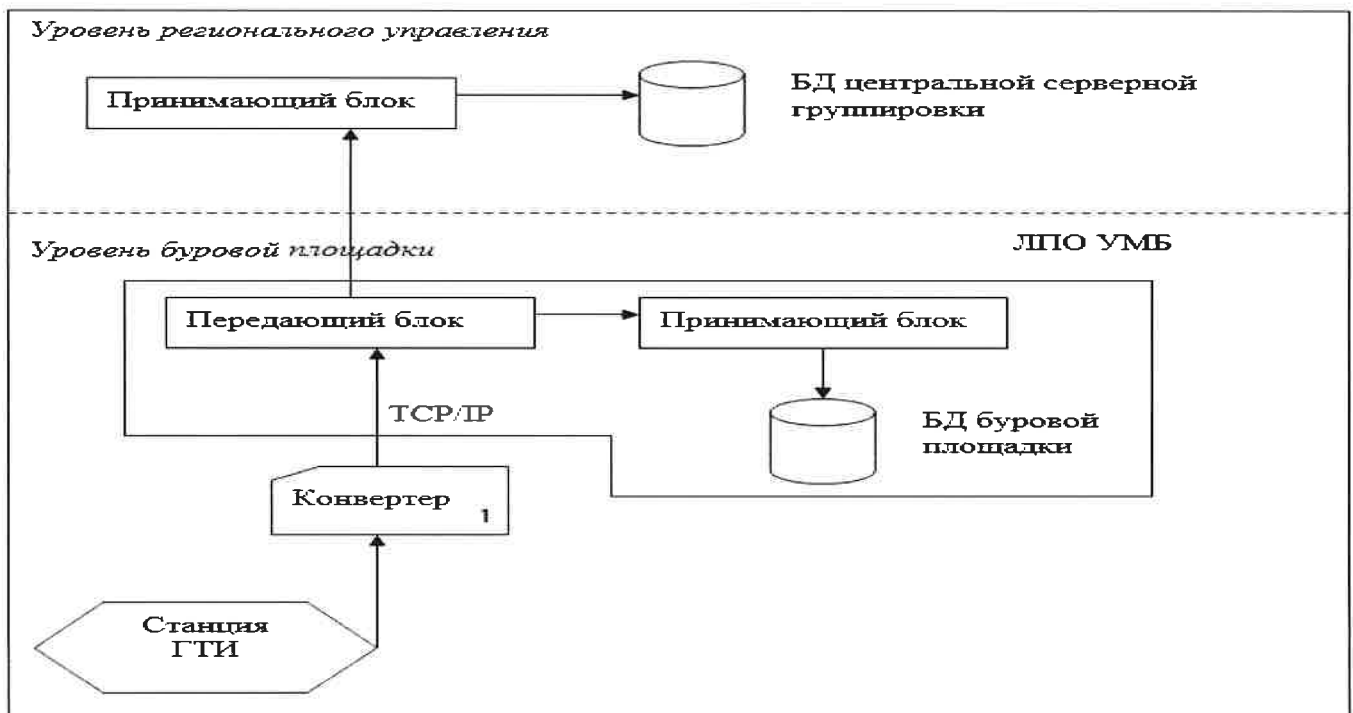 Уровень регионального управления
Принимающий блок
БД центральной серверной
группировки
Уровень буровой площадки
ЛПО УМБ
Передающий блок
Принимающий блок
TCP/IP
БД буровой
площадки
Конвертер
1
Станция
ГТИ